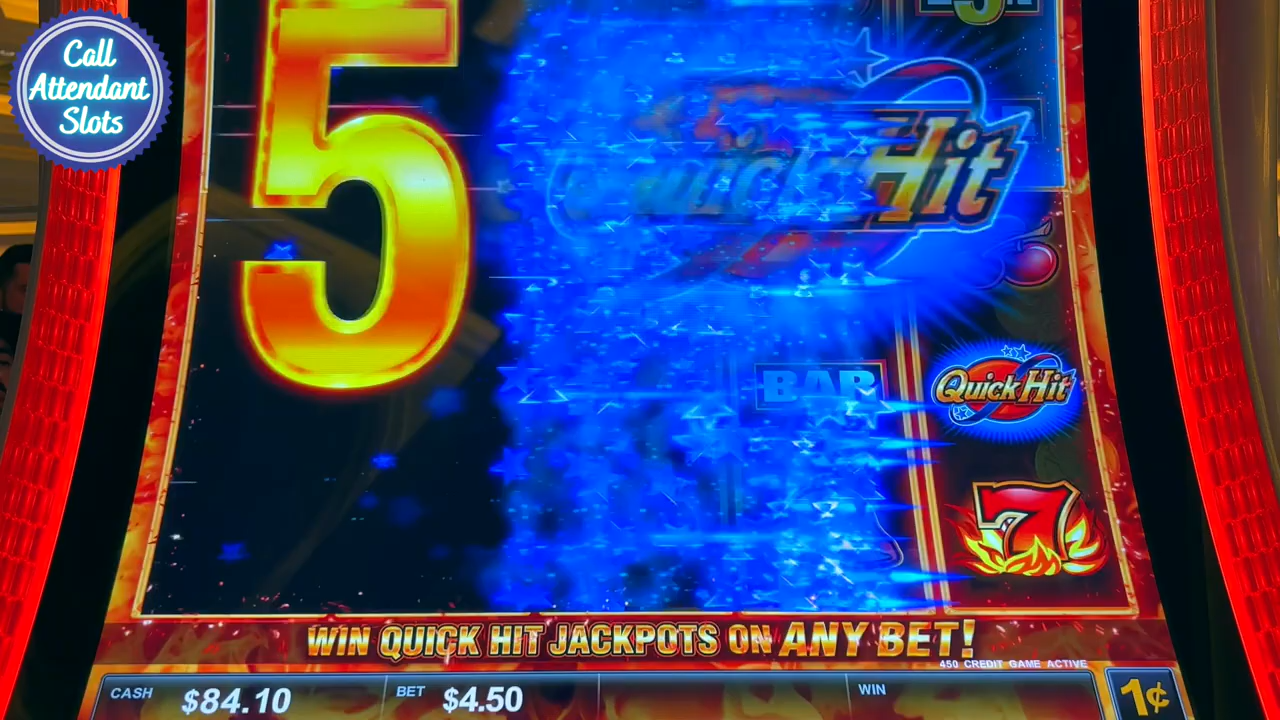 Call
Attendant
Slots
5
Quick Hit
BAR
Quick Hit
7
WIN QUICK HIT JACKPOTS ON ANY BET!
450 CREDIT GAME ACTIVE
CASH $84.10 BET $4.50 WIN 1¢